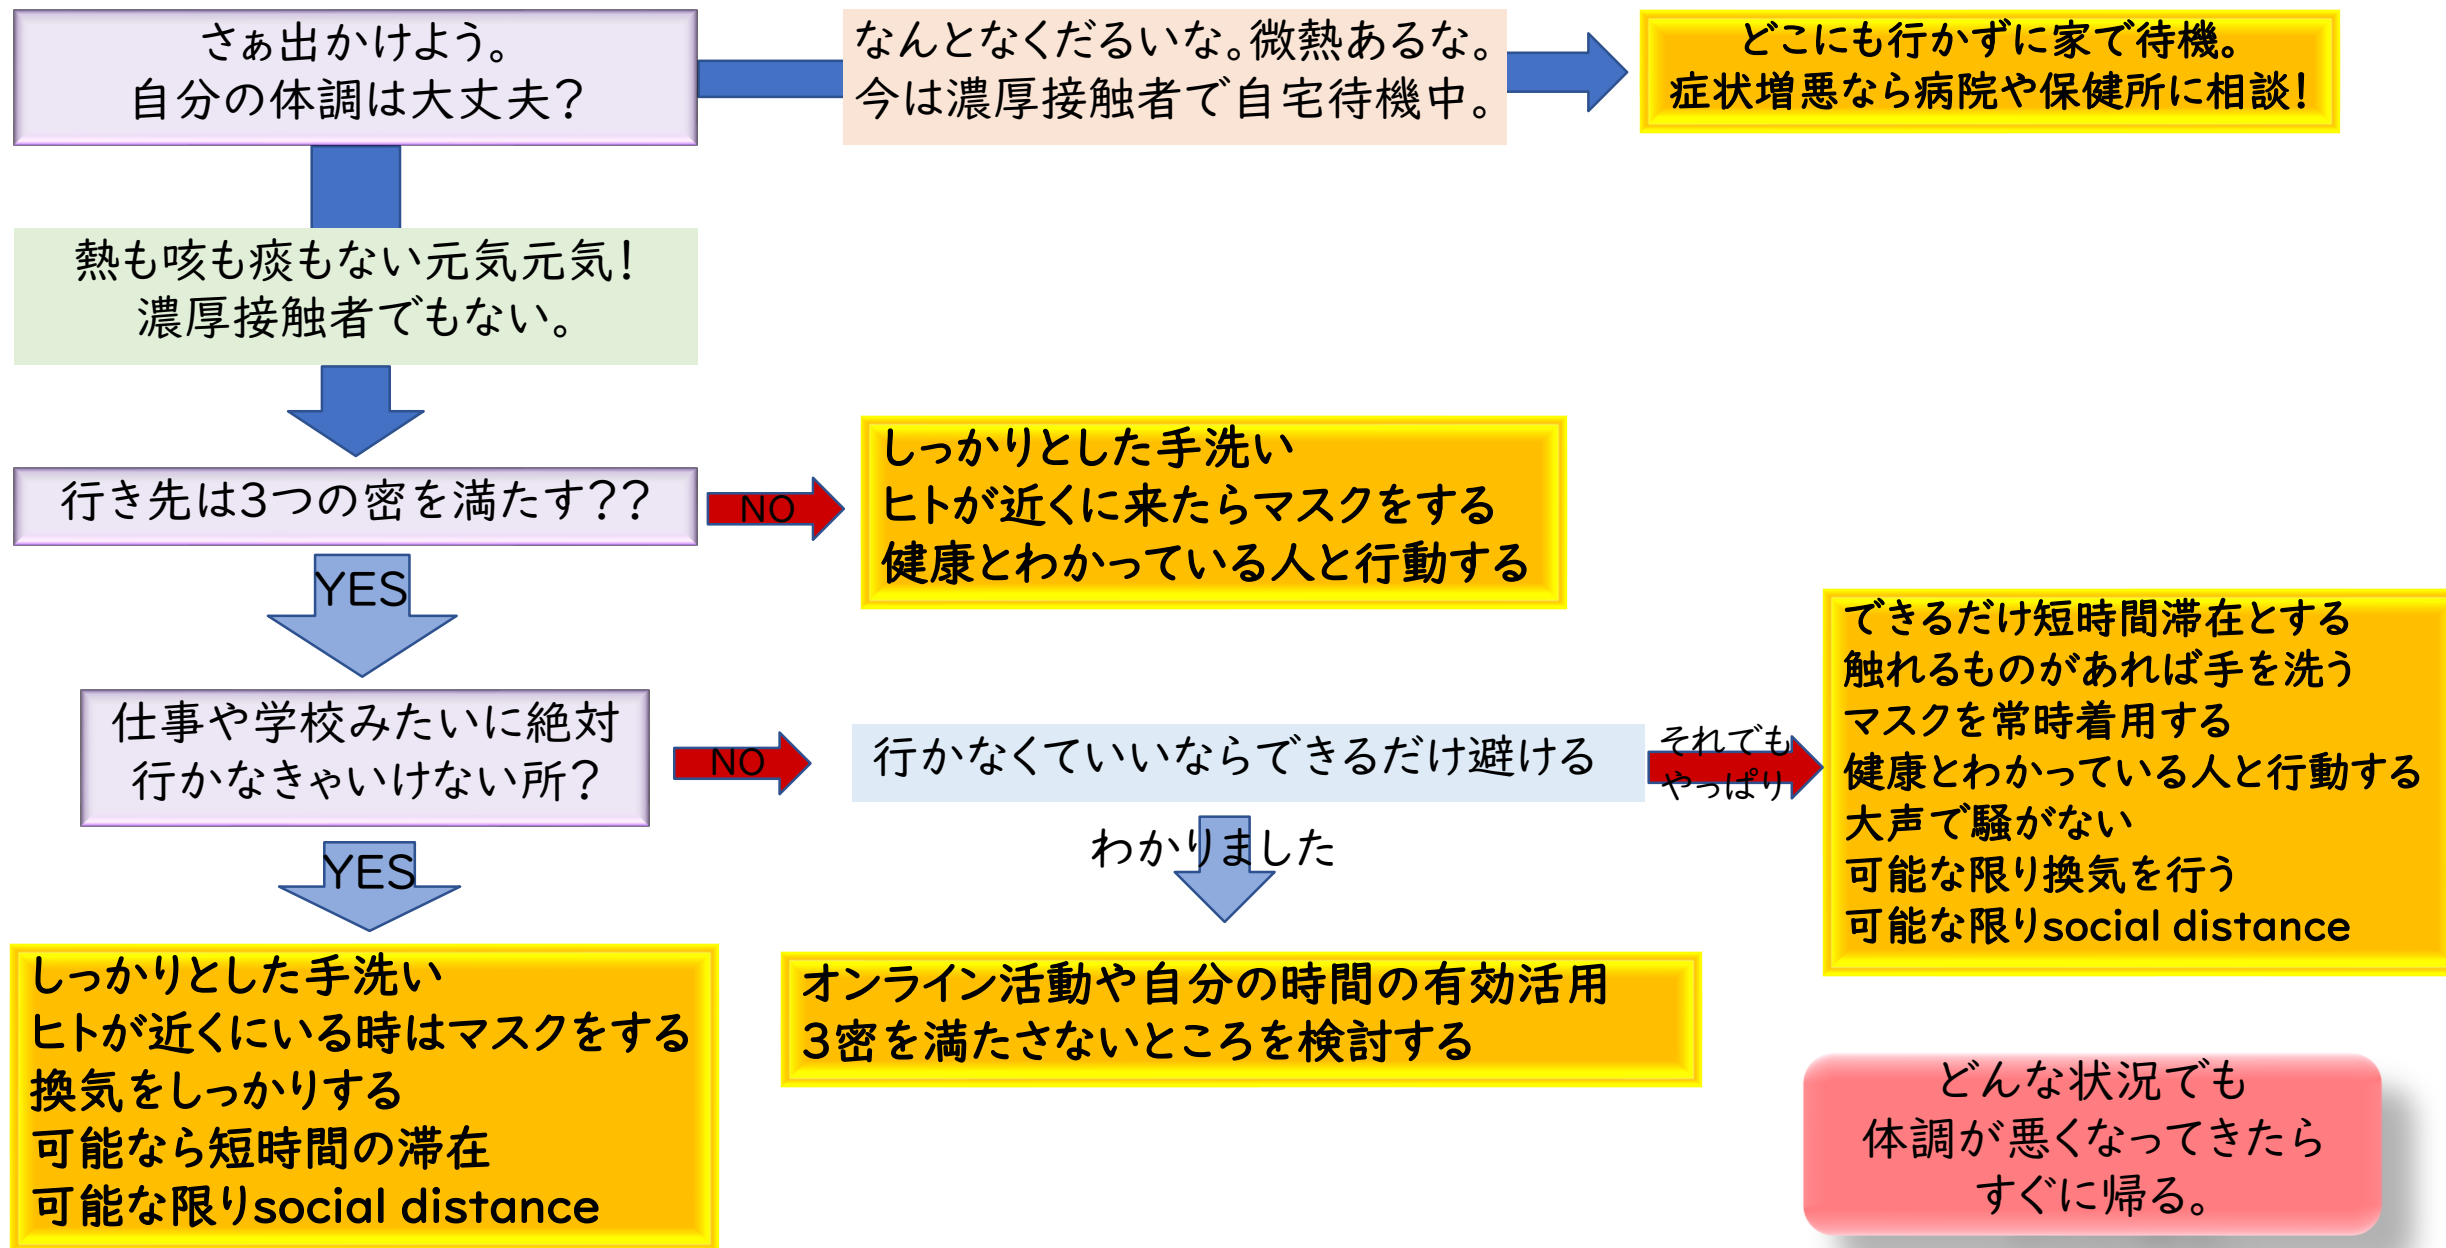 さぁ出かけよう。
自分の体調は大丈夫？
なんとなくだるいな。微熱あるな。
今は濃厚接触者で自宅待機中。
どこにも行かずに家で待機。
症状増悪なら病院や保健所に相談！
熱も咳も痰もない元気元気！
濃厚接触者でもない。
行き先は3つの密を満たす？？
NO
しっかりとした手洗い
ヒトが近くに来たらマスクをする
健康とわかっている人と行動する
YES
仕事や学校みたいに絶対
行かなきゃいけない所？
NO
行かなくていいならできるだけ避ける
それでも
やっぱり
できるだけ短時間滞在とする
触れるものがあれば手を洗う
マスクを常時着用する
健康とわかっている人と行動する
大声で騒がない
可能な限り換気を行う
可能な限りsocial distance
わかりました
YES
しっかりとした手洗い
ヒトが近くにいる時はマスクをする
換気をしっかりする
可能なら短時間の滞在
可能な限りsocial distance
オンライン活動や自分の時間の有効活用
3密を満たさないところを検討する
どんな状況でも
体調が悪くなってきたら
すぐに帰る。